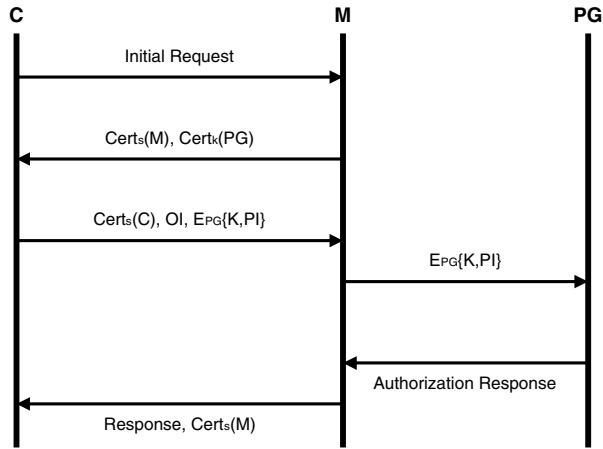 C M PG
Initial Request
Certs(M), Certk(PG)
Certs(C), OI, EPG{K,PI}
EPG{K,PI}
Authorization Response
Response, Certs(M)